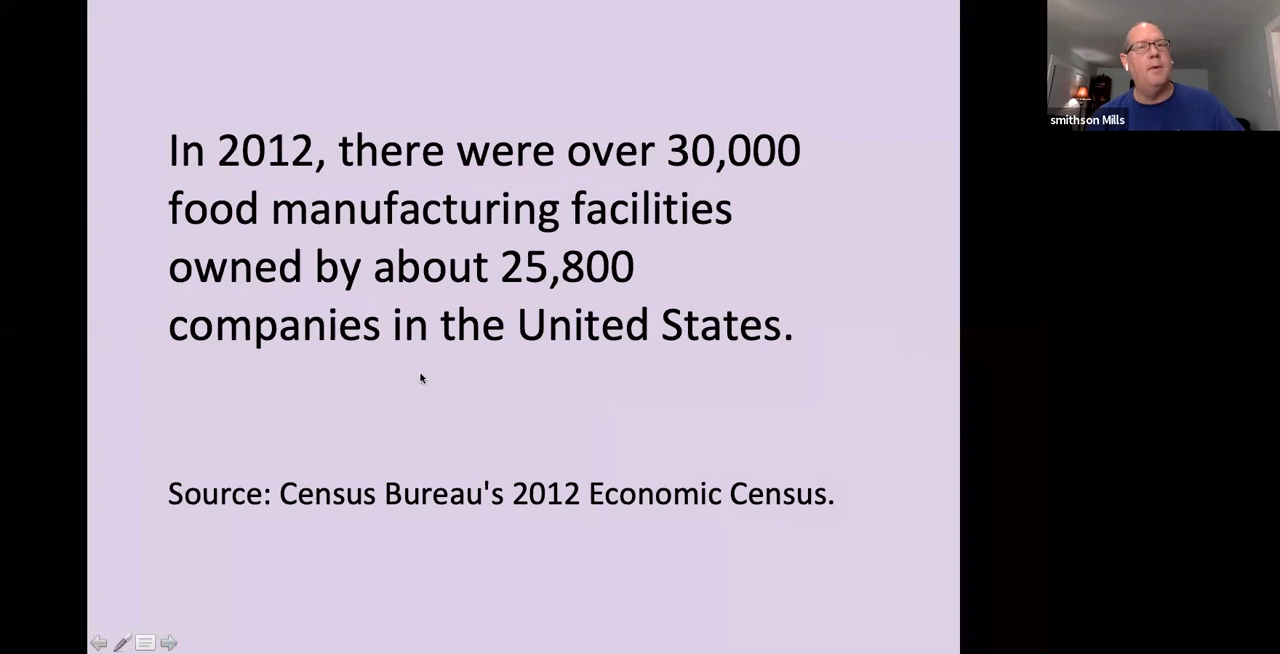 In 2012, there were over 30,000
food manufacturing facilities
owned by about 25,800
companies in the United States.
Source: Census Bureau's 2012 Economic Census.
smithson Mills